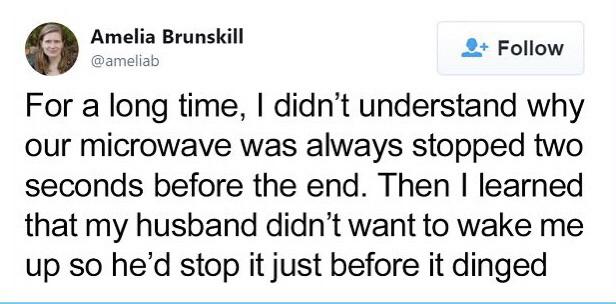 Amelia Brunskill
@ameliab
Follow
For a long time, I didn't understand why
our microwave was always stopped two
seconds before the end. Then I learned
that my husband didn't want to wake me
up so he'd stop it just before it dinged